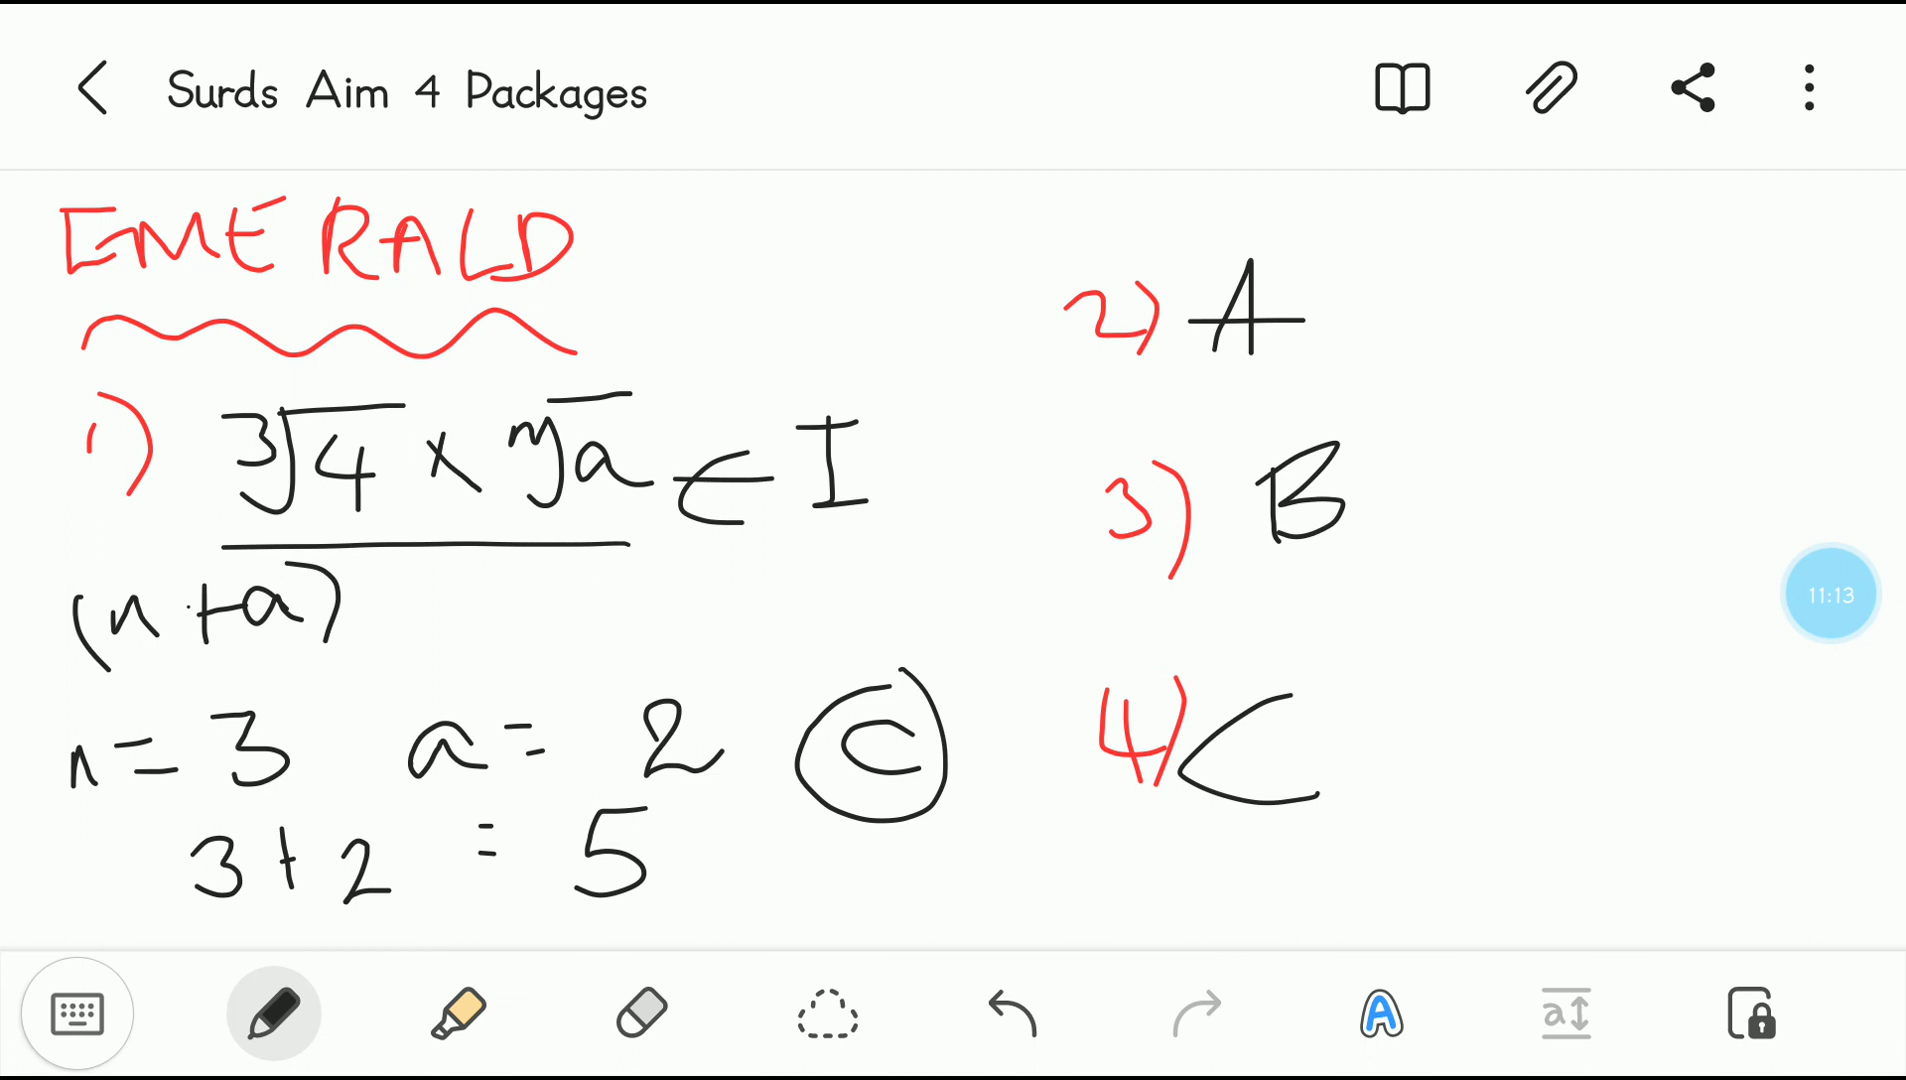 Surds Aim 4 Packages
EMERALD
1) ∛4 × ⁿ√a ∈ I
(n+a)
n = 3 a = 2 C
3+2 = 5
2) A
3) B
4) C
11:13
A
a